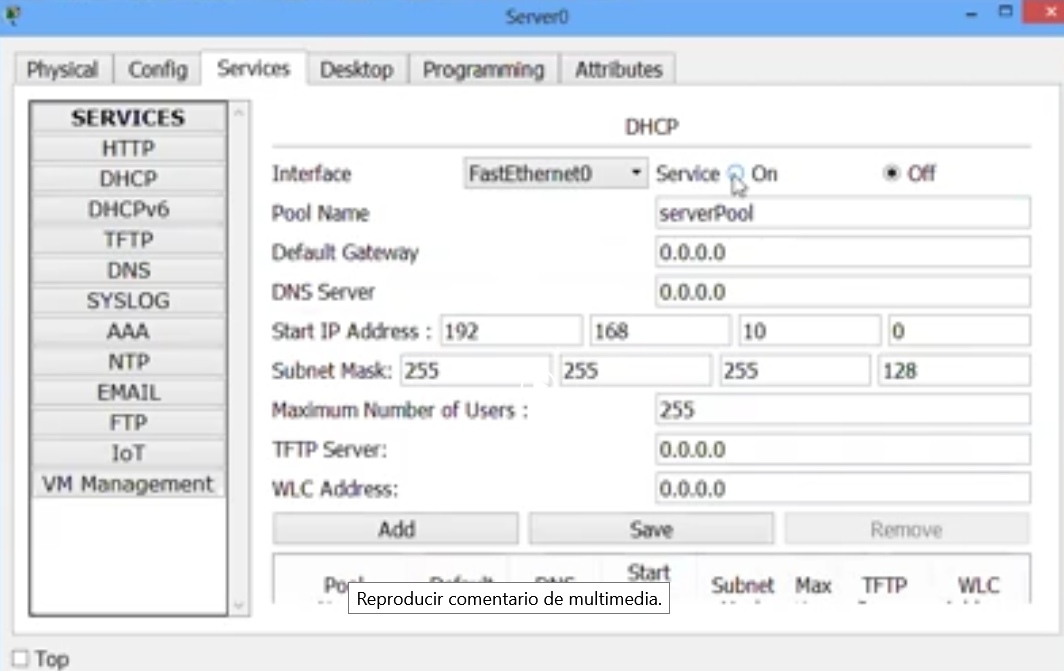 Server0
Physical Config Services Desktop Programming Attributes
SERVICES
HTTP
DHCP
DHCPv6
TFTP
DNS
SYSLOG
AAA
NTP
EMAIL
FTP
IoT
VM Management
DHCP
Interface FastEthernet0 Service On Off
Pool Name serverPool
Default Gateway 0.0.0.0
DNS Server 0.0.0.0
Start IP Address : 192 168 10 0
Subnet Mask: 255 255 255 128
Maximum Number of Users : 255
TFTP Server: 0.0.0.0
WLC Address: 0.0.0.0
Add Save Remove
Pool Default DNS Start Subnet Max TFTP WLC
Reproducir comentario de multimedia.
Top